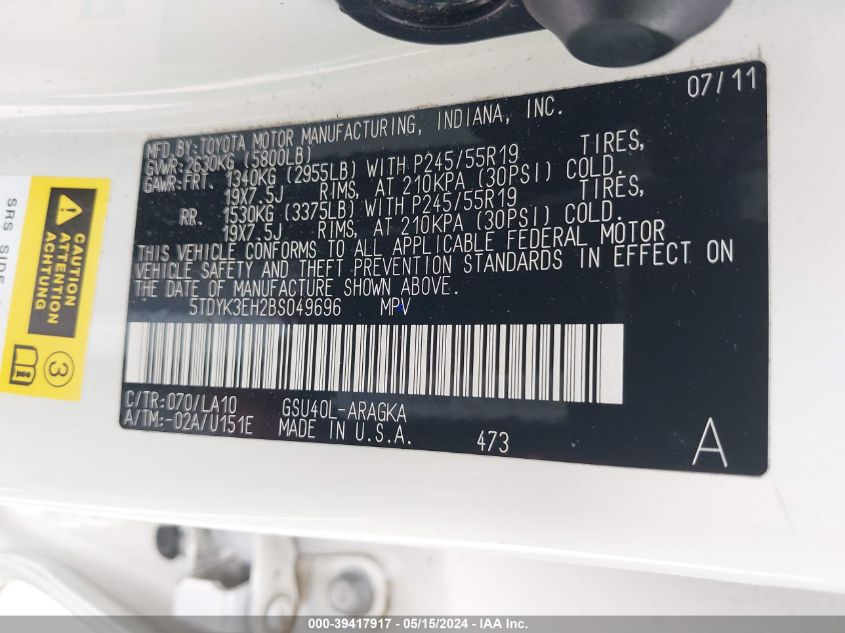 07/11
MFD.BY:TOYOTA MOTOR MANUFACTURING, INDIANA, INC.
GVWR:2630KG (5800LB)
GAWR:FRT. 1340KG (2955LB) WITH P245/55R19 TIRES,
19X7.5J RIMS, AT 210KPA (30PSI) COLD.
RR. 1530KG (3375LB) WITH P245/55R19 TIRES,
19X7.5J RIMS, AT 210KPA (30PSI) COLD.
THIS VEHICLE CONFORMS TO ALL APPLICABLE FEDERAL MOTOR
VEHICLE SAFETY AND THEFT PREVENTION STANDARDS IN EFFECT ON
THE DATE OF MANUFACTURE SHOWN ABOVE.
5TDYK3EH2BS049696 MPV
C/TR:070/LA10 GSU40L-ARAGKA
A/TM:-02A/U151E MADE IN U.S.A. 473 A
CAUTION
ATTENTION
ACHTUNG
3
SRS SIDE
000-39417917 - 05/15/2024 - IAA Inc.